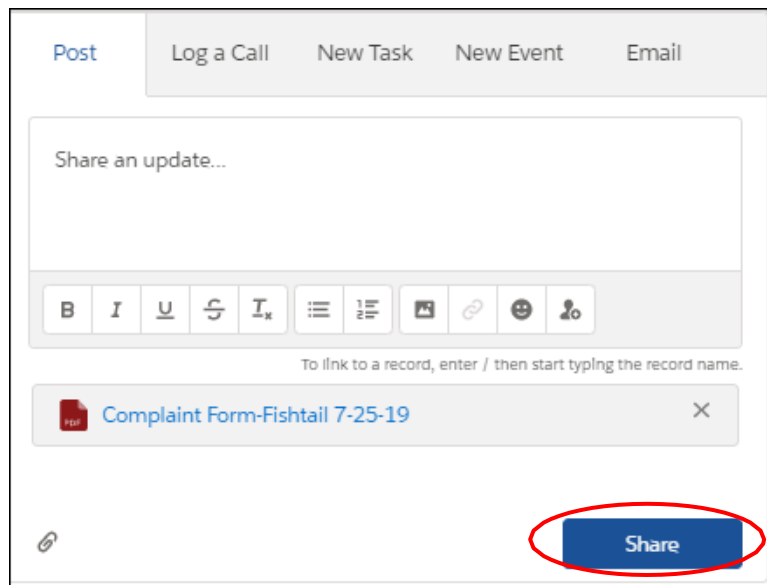 Post Log a Call New Task New Event Email
Share an update...
B I U S Tx
To link to a record, enter / then start typing the record name.
PDF Complaint Form-Fishtail 7-25-19
Share